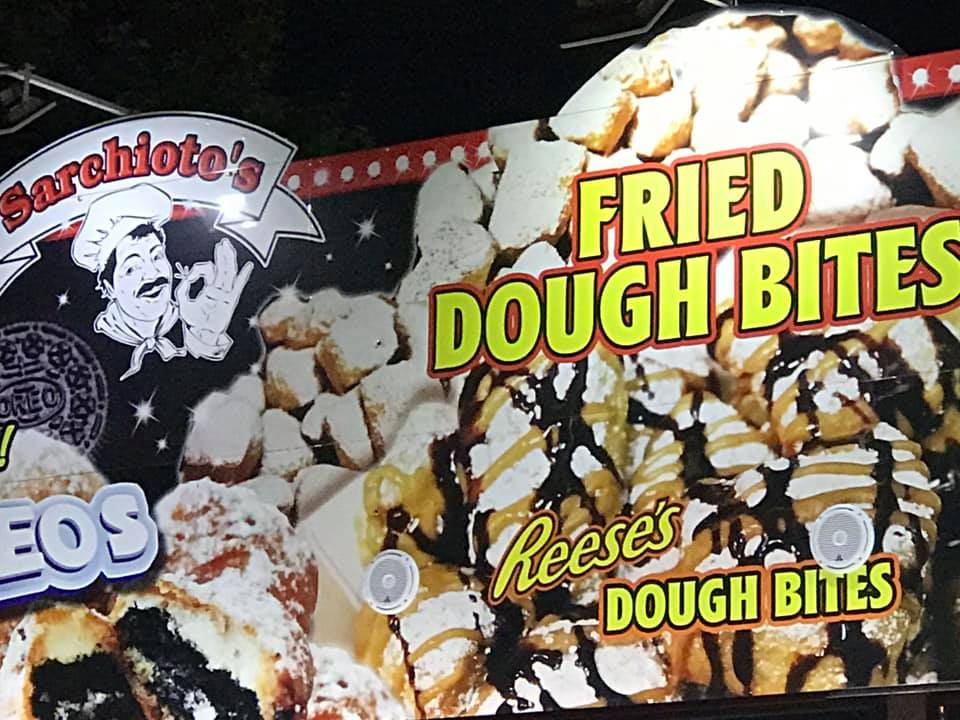 Sarchioto's
FRIED
DOUGH BITES
OREO
!
EOS
Reese's
DOUGH BITES